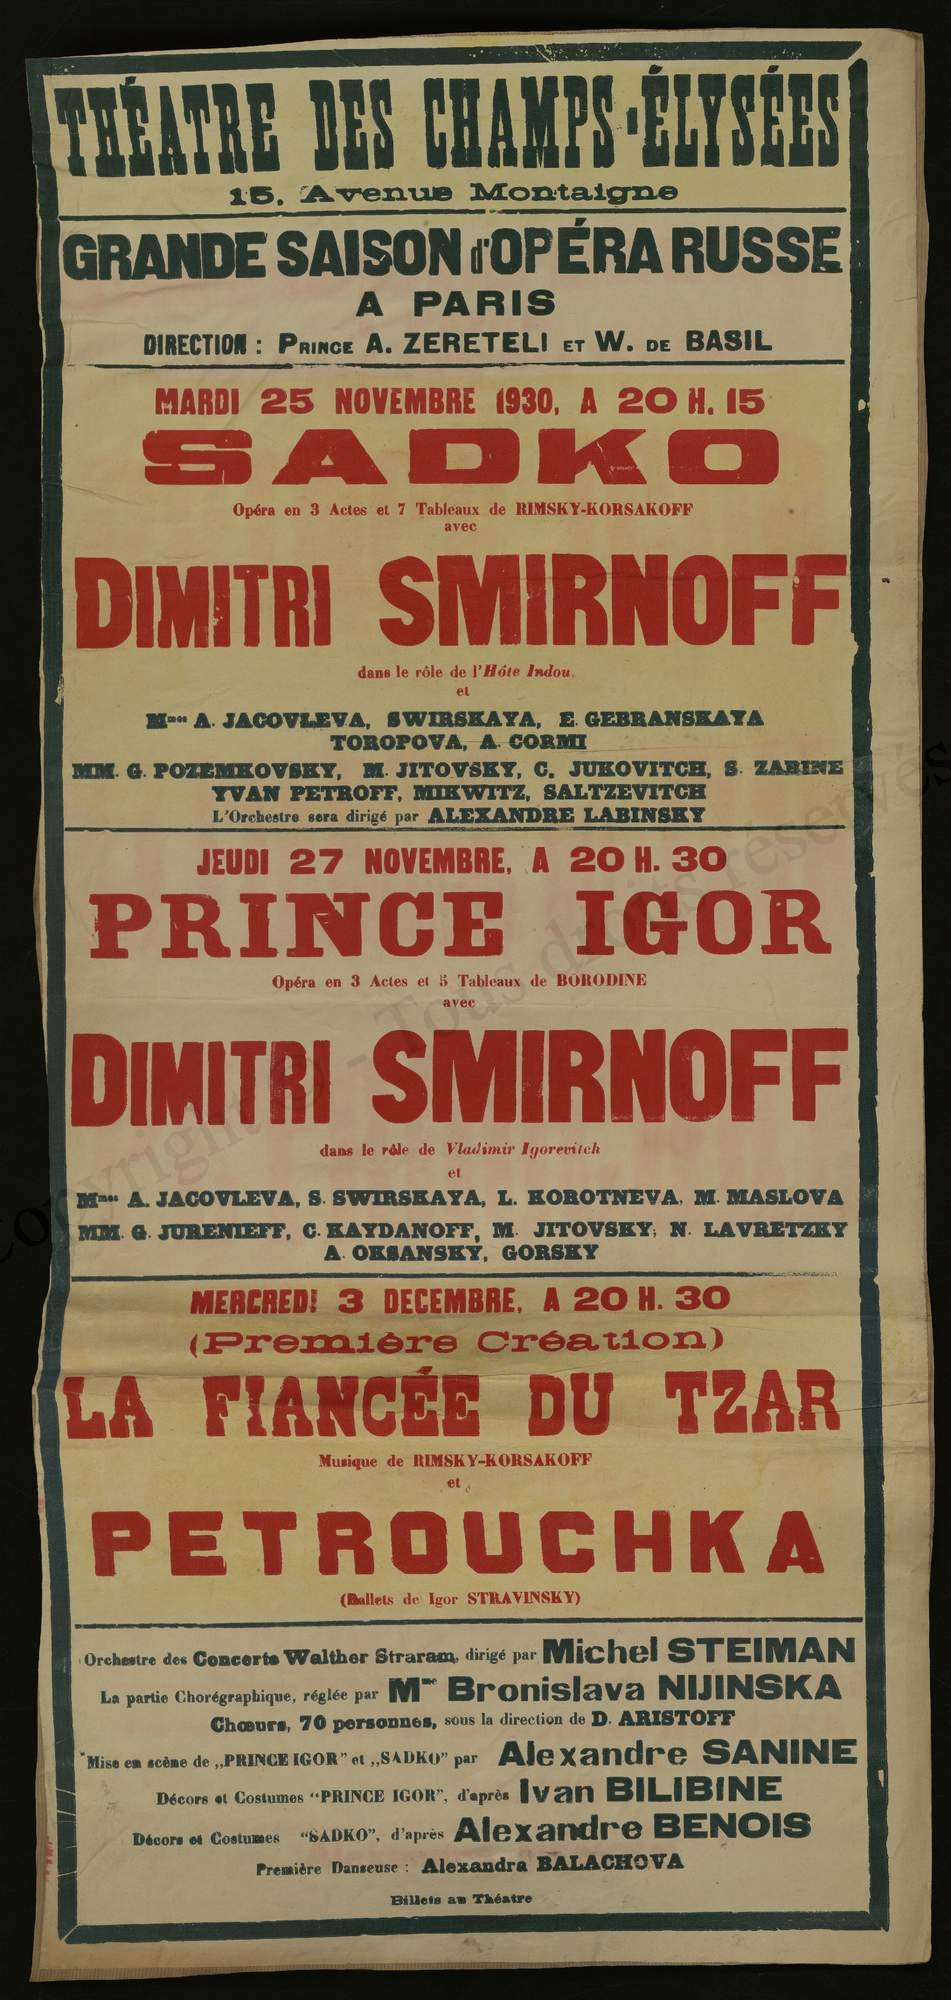 THÉATRE DES CHAMPS-ÉLYSÉES
15, Avenue Montaigne
GRANDE SAISON d'OPÉRA RUSSE
A PARIS
DIRECTION : PRINCE A. ZERETELI ET W. DE BASIL
MARDI 25 NOVEMBRE 1930, A 20 H. 15
SADKO
Opéra en 3 Actes et 7 Tableaux de RIMSKY-KORSAKOFF
avec
DIMITRI SMIRNOFF
dans le rôle de l'Hôte Indou,
et
Mmes A. JACOVLEVA, SWIRSKAYA, E. GEBRANSKAYA
TOROPOVA, A. CORMI
MM. G. POZEMKOVSKY, M. JITOVSKY, C. JUKOVITCH, S. ZABINE
YVAN PETROFF, MIKWITZ, SALTZEVITCH
L'Orchestre sera dirigé par ALEXANDRE LABINSKY
JEUDI 27 NOVEMBRE, A 20 H. 30
PRINCE IGOR
Opéra en 3 Actes et 5 Tableaux de BORODINE
avec
DIMITRI SMIRNOFF
dans le rôle de Vladimir Igorevitch
et
Mmes A. JACOVLEVA, S. SWIRSKAYA, L. KOROTNEVA, M. MASLOVA
MM. G. JURENIEFF, C. KAYDANOFF, M. JITOVSKY, N. LAVRETZKY
A. OKSANSKY, GORSKY
MERCREDI 3 DECEMBRE, A 20 H. 30
(Première Création)
LA FIANCÉE DU TZAR
Musique de RIMSKY-KORSAKOFF
et
PETROUCHKA
(Ballets de Igor STRAVINSKY)
Orchestre des Concerts Walther Straram, dirigé par Michel STEIMAN
La partie Chorégraphique, réglée par Mme Bronislava NIJINSKA
Chœurs, 70 personnes, sous la direction de D. ARISTOFF
Mise en scène de „PRINCE IGOR" et „SADKO" par Alexandre SANINE
Décors et Costumes "PRINCE IGOR", d'après Ivan BILIBINE
Décors et Costumes "SADKO", d'après Alexandre BENOIS
Première Danseuse : Alexandra BALACHOVA
Billets au Théatre
Copyright © - Tous droits réservés